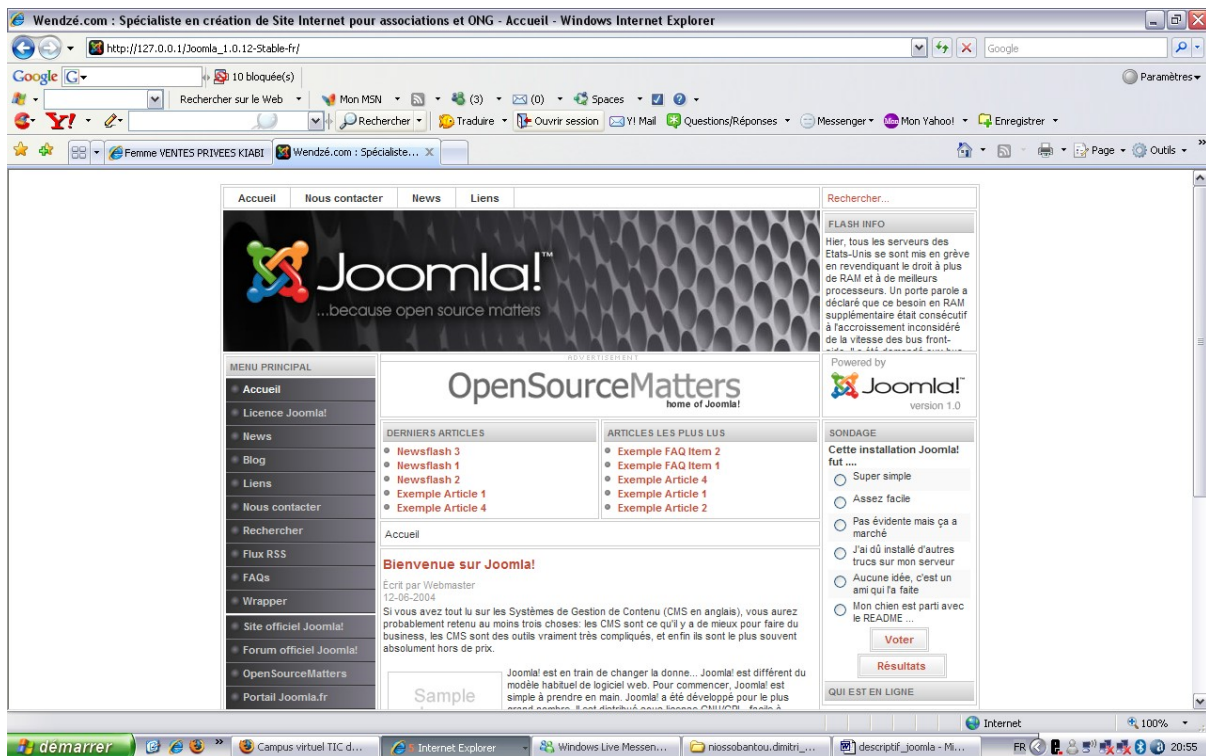 Wendzé.com : Spécialiste en création de Site Internet pour associations et ONG - Accueil - Windows Internet Explorer
http://127.0.0.1/Joomla_1.0.12-Stable-fr/
Google
Google
G
10 bloquée(s)
Paramètres
Rechercher sur le Web
Mon MSN
(3)
(0)
Spaces
Y!
Rechercher
Traduire
Ouvrir session
Y! Mail
Questions/Réponses
Messenger
Mon Yahoo!
Enregistrer
Femme VENTES PRIVEES KIABI
Wendzé.com : Spécialiste...
Page
Outils
Accueil
Nous contacter
News
Liens
Rechercher...
Joomla!™
...because open source matters
FLASH INFO
Hier, tous les serveurs des
Etats-Unis se sont mis en grève
en revendiquant le droit à plus
de RAM et à de meilleurs
processeurs. Un porte parole a
déclaré que ce besoin en RAM
supplémentaire était consécutif
à l'accroissement inconsidéré
de la vitesse des bus front-
MENU PRINCIPAL
Accueil
Licence Joomla!
News
Blog
Liens
Nous contacter
Rechercher
Flux RSS
FAQs
Wrapper
Site officiel Joomla!
Forum officiel Joomla!
OpenSourceMatters
Portail Joomla.fr
ADVERTISEMENT
OpenSourceMatters
home of Joomla!
DERNIERS ARTICLES
Newsflash 3
Newsflash 1
Newsflash 2
Exemple Article 1
Exemple Article 4
ARTICLES LES PLUS LUS
Exemple FAQ Item 2
Exemple FAQ Item 1
Exemple Article 4
Exemple Article 1
Exemple Article 2
Accueil
Bienvenue sur Joomla!
Écrit par Webmaster
12-06-2004
Si vous avez tout lu sur les Systèmes de Gestion de Contenu (CMS en anglais), vous aurez
probablement retenu au moins trois choses: les CMS sont ce qu'il y a de mieux pour faire du
business, les CMS sont des outils vraiment très compliqués, et enfin ils sont le plus souvent
absolument hors de prix.
Sample
Joomla! est en train de changer la donne... Joomla! est différent du
modèle habituel de logiciel web. Pour commencer, Joomla! est
simple à prendre en main. Joomla! a été développé pour le plus
Powered by
Joomla!™
version 1.0
SONDAGE
Cette installation Joomla!
fut ....
Super simple
Assez facile
Pas évidente mais ça a
marché
J'ai dû installé d'autres
trucs sur mon serveur
Aucune idée, c'est un
ami qui l'a faite
Mon chien est parti avec
le README ...
Voter
Résultats
QUI EST EN LIGNE
Internet
100%
démarrer
Campus virtuel TIC d...
5 Internet Explorer
Windows Live Messen...
niossobantou.dimitri_...
descriptif_joomla - Mi...
FR
20:55